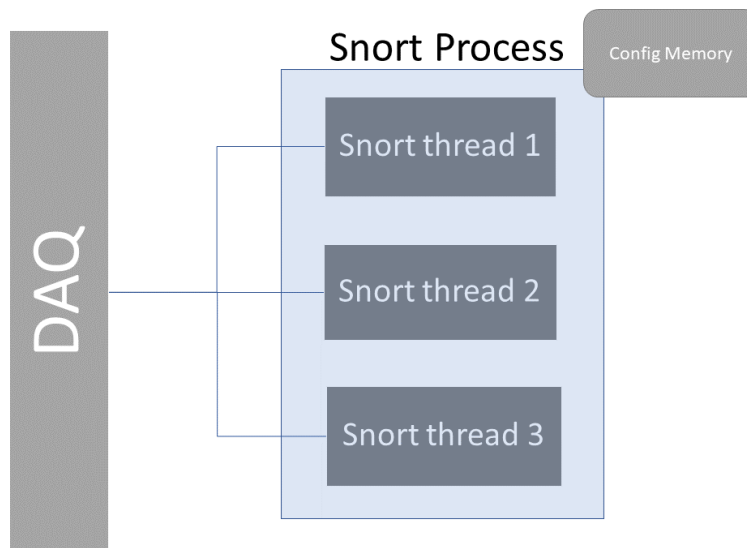 Snort Process
Config Memory
DAQ
Snort thread 1
Snort thread 2
Snort thread 3